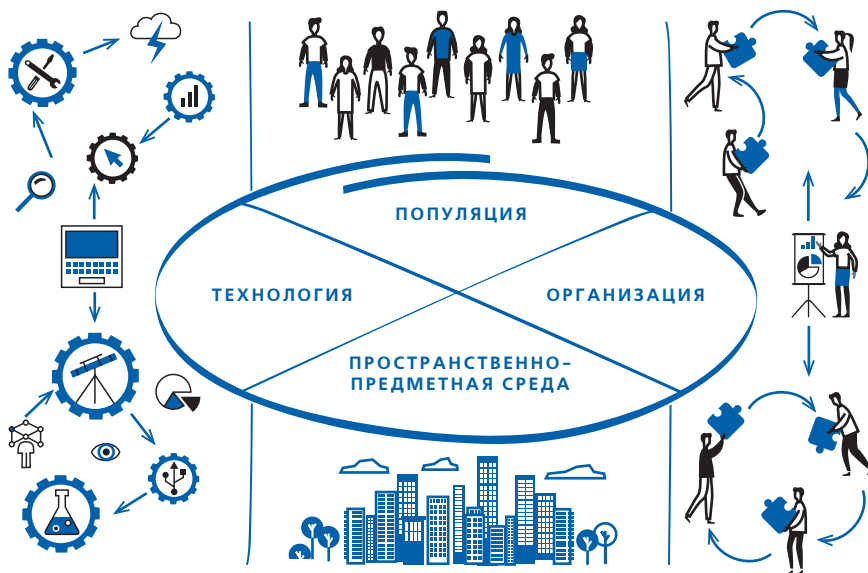 ПОПУЛЯЦИЯ
ТЕХНОЛОГИЯ
ОРГАНИЗАЦИЯ
ПРОСТРАНСТВЕННО-
ПРЕДМЕТНАЯ СРЕДА